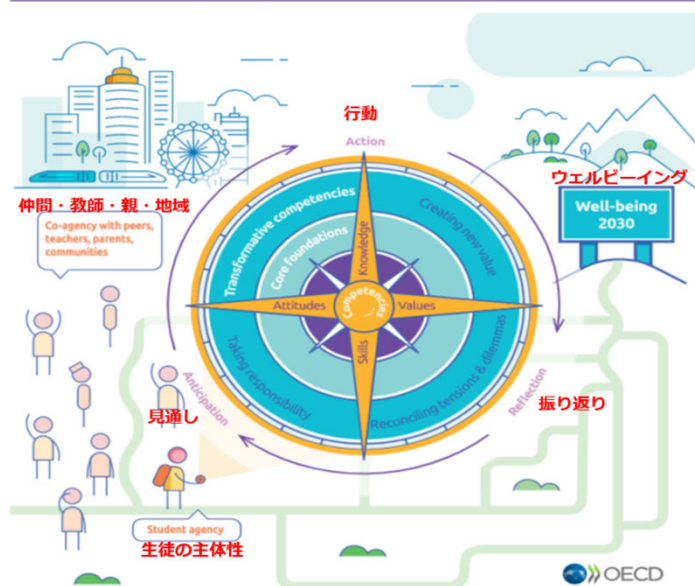 行動
Action
仲間・教師・親・地域
Co-agency with peers,
teachers, parents,
communities
ウェルビーイング
Well-being
2030
Transformative competencies
Core foundations
Creating new value
Knowledge
Attitudes
Competencies
Values
Skills
Taking responsibility
Reconciling tensions & dilemmas
Anticipation
見通し
Reflection
振り返り
Student agency
生徒の主体性
OECD